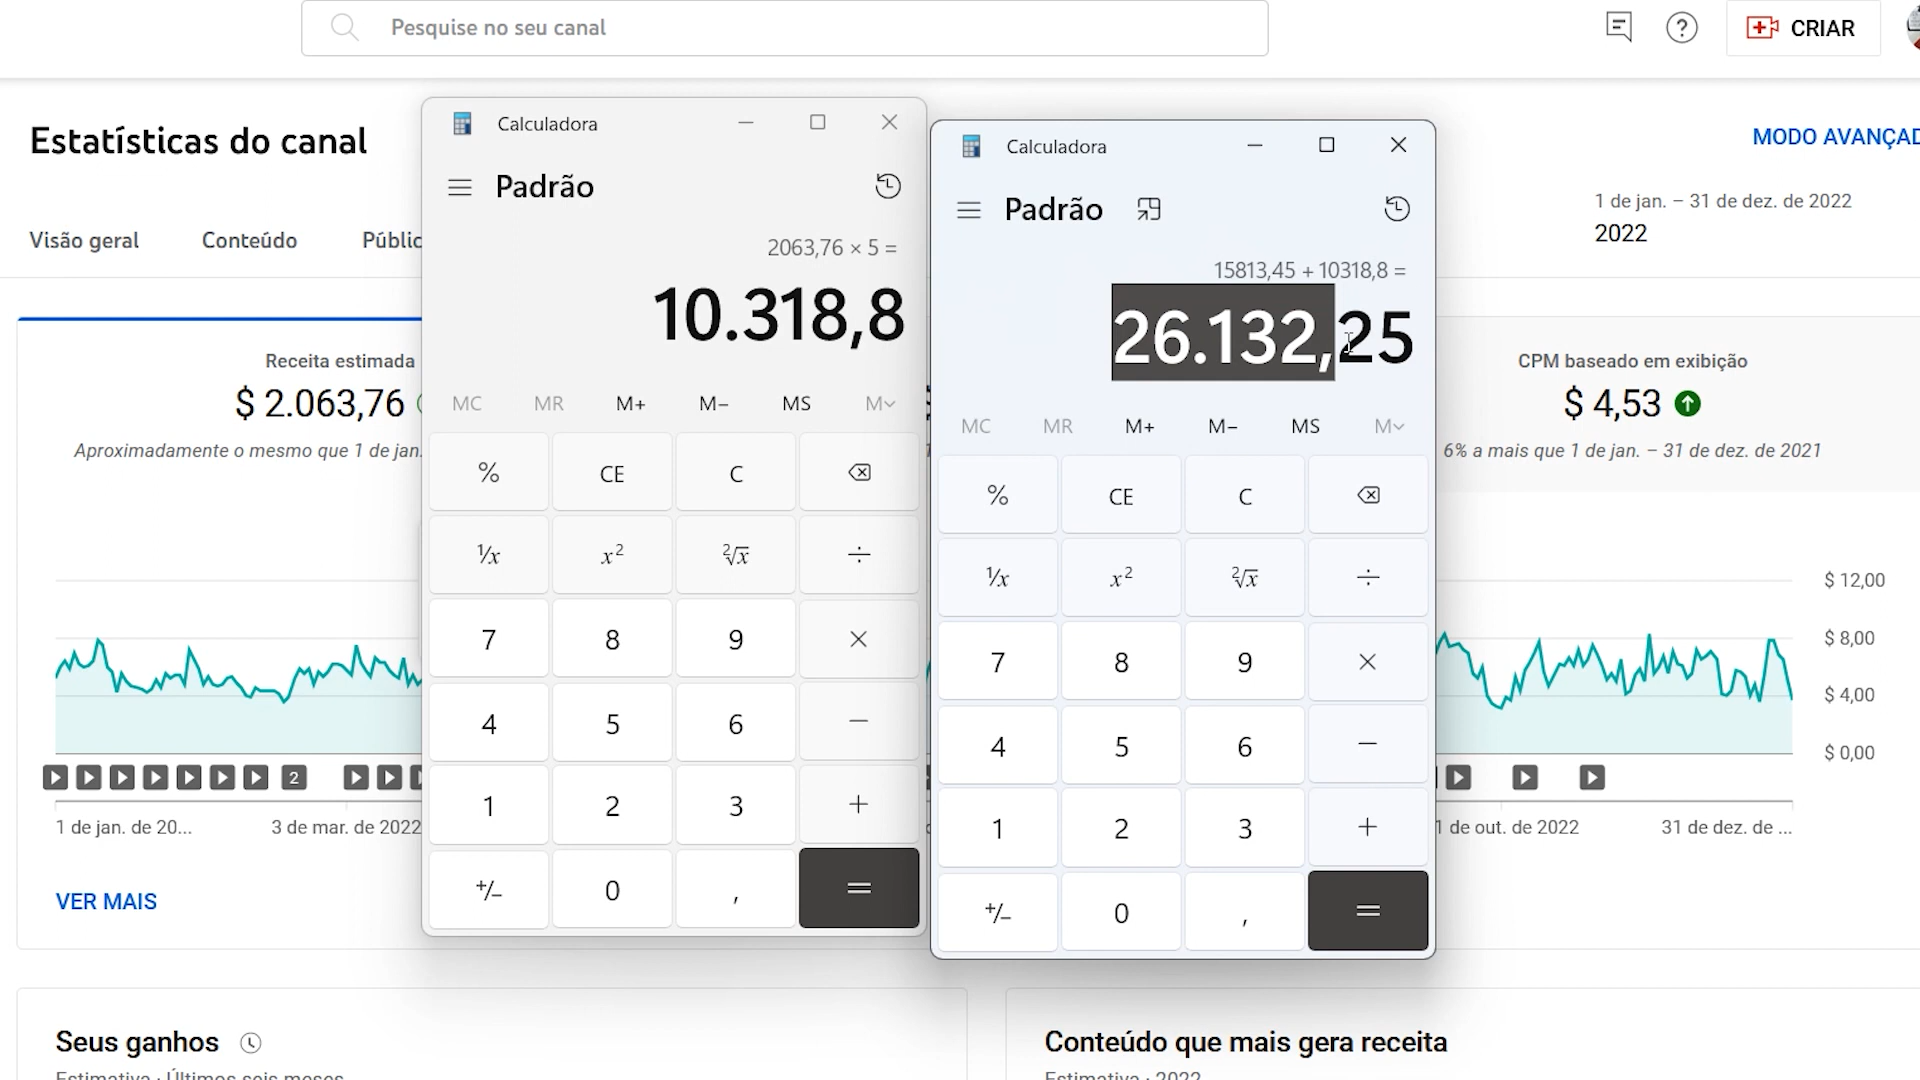 Pesquise no seu canal
CRIAR
Estatísticas do canal
MODO AVANÇAD
1 de jan. – 31 de dez. de 2022
2022
Visão geral
Conteúdo
Públic
Receita estimada
$ 2.063,76
Aproximadamente o mesmo que 1 de jan.
CPM baseado em exibição
$ 4,53
6% a mais que 1 de jan. – 31 de dez. de 2021
$ 12,00
$ 8,00
$ 4,00
$ 0,00
2
1 de jan. de 20...
3 de mar. de 2022
1 de out. de 2022
31 de dez. de ...
VER MAIS
Calculadora
Padrão
2063,76 × 5 =
10.318,8
MC MR M+ M− MS M
% CE C
¹/x x² ²√x ÷
7 8 9 ×
4 5 6 −
1 2 3 +
+/− 0 , =
Calculadora
Padrão
15813,45 + 10318,8 =
26.132,25
MC MR M+ M− MS M
% CE C
¹/x x² ²√x ÷
7 8 9 ×
4 5 6 −
1 2 3 +
+/− 0 , =
Seus ganhos
Estimativa · Últimos seis meses
Conteúdo que mais gera receita
Estimativa · 2022